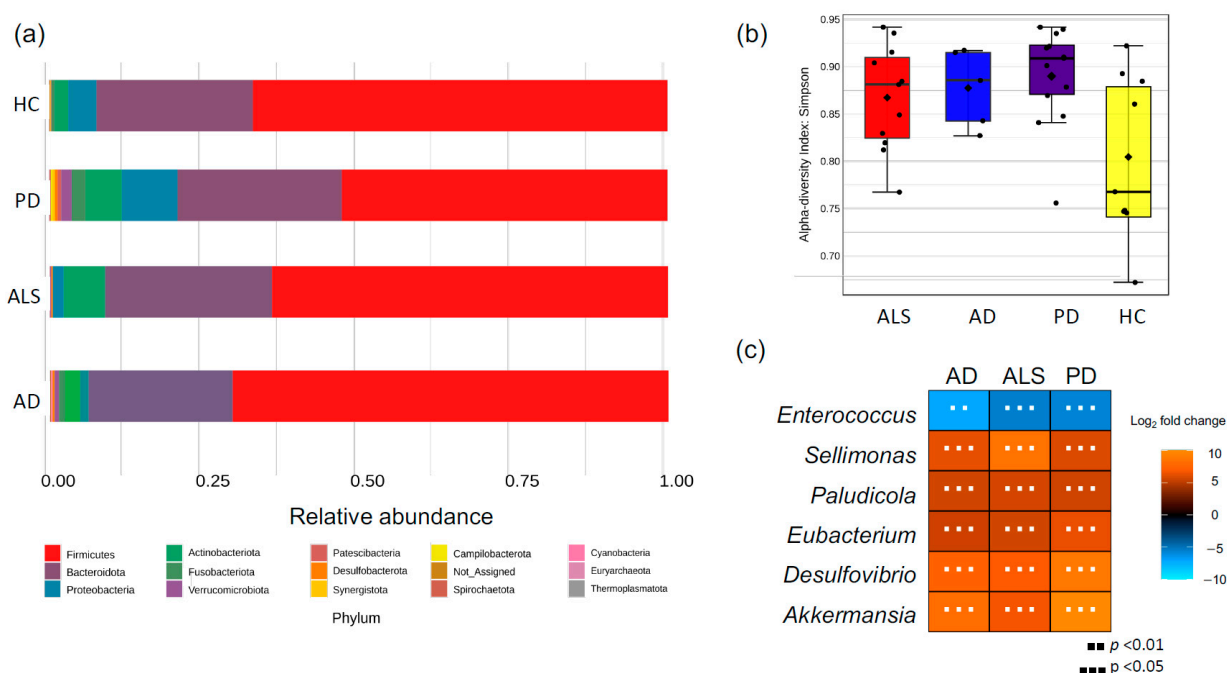 (a)
HC
PD
ALS
AD
0.00 0.25 0.50 0.75 1.00
Relative abundance
Firmicutes Actinobacteriota Patescibacteria Campilobacterota Cyanobacteria
Bacteroidota Fusobacteriota Desulfobacterota Not_Assigned Euryarchaeota
Proteobacteria Verrucomicrobiota Synergistota Spirochaetota Thermoplasmatota
Phylum
(b)
Alpha-diversity Index: Simpson
0.95
0.90
0.85
0.80
0.75
0.70
ALS AD PD HC
(c)
AD ALS PD
Enterococcus
Sellimonas
Paludicola
Eubacterium
Desulfovibrio
Akkermansia
Log2 fold change
10
5
0
−5
−10
p <0.01
p <0.05